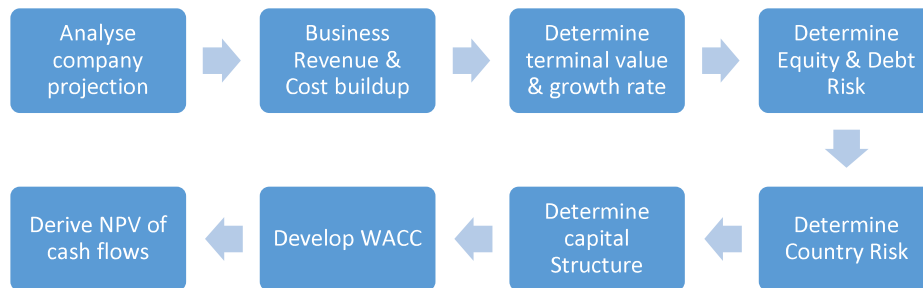 Analyse
company
projection
Business
Revenue &
Cost buildup
Determine
terminal value
& growth rate
Determine
Equity & Debt
Risk
Determine
Country Risk
Determine
capital
Structure
Develop WACC
Derive NPV of
cash flows